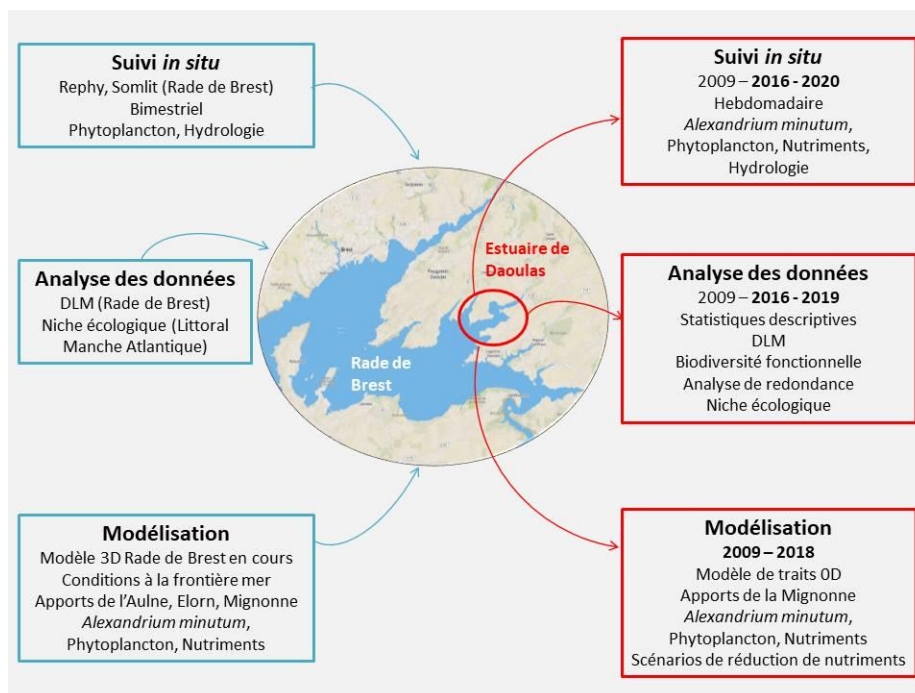 Suivi in situ
Rephy, Somlit (Rade de Brest)
Bimestriel
Phytoplancton, Hydrologie
Analyse des données
DLM (Rade de Brest)
Niche écologique (Littoral
Manche Atlantique)
Modélisation
Modèle 3D Rade de Brest en cours
Conditions à la frontière mer
Apports de l'Aulne, Elorn, Mignonne
Alexandrium minutum,
Phytoplancton, Nutriments
Brest
Estuaire de
Daoulas
Rade de
Brest
Suivi in situ
2009 – 2016 - 2020
Hebdomadaire
Alexandrium minutum,
Phytoplancton, Nutriments,
Hydrologie
Analyse des données
2009 – 2016 - 2019
Statistiques descriptives
DLM
Biodiversité fonctionnelle
Analyse de redondance
Niche écologique
Modélisation
2009 – 2018
Modèle de traits 0D
Apports de la Mignonne
Alexandrium minutum,
Phytoplancton, Nutriments
Scénarios de réduction de nutriments